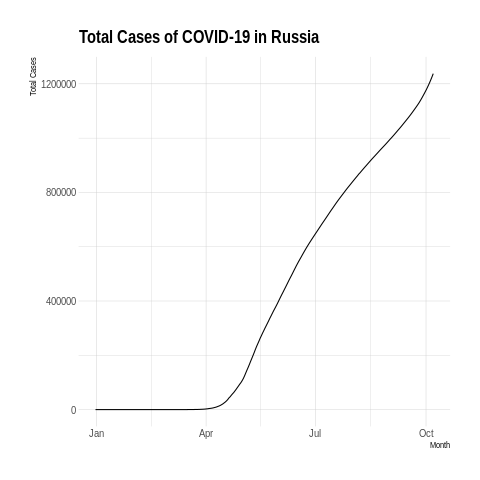 Total Cases of COVID-19 in Russia
Total Cases
1200000
800000
400000
0
Jan Apr Jul Oct
Month